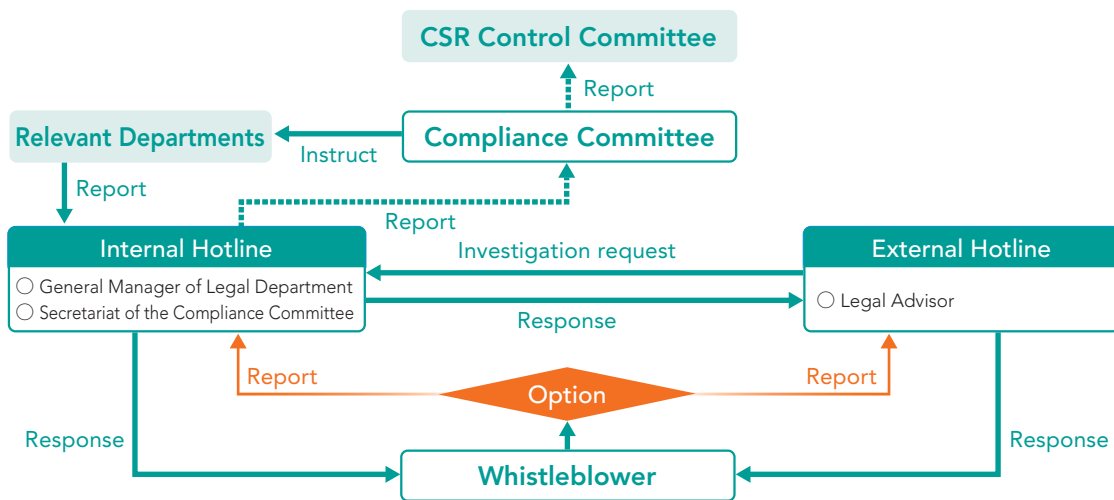 CSR Control Committee
Report
Relevant Departments
Compliance Committee
Instruct
Report
Report
Internal Hotline
○ General Manager of Legal Department
○ Secretariat of the Compliance Committee
Investigation request
External Hotline
○ Legal Advisor
Response
Report
Option
Report
Response
Response
Whistleblower